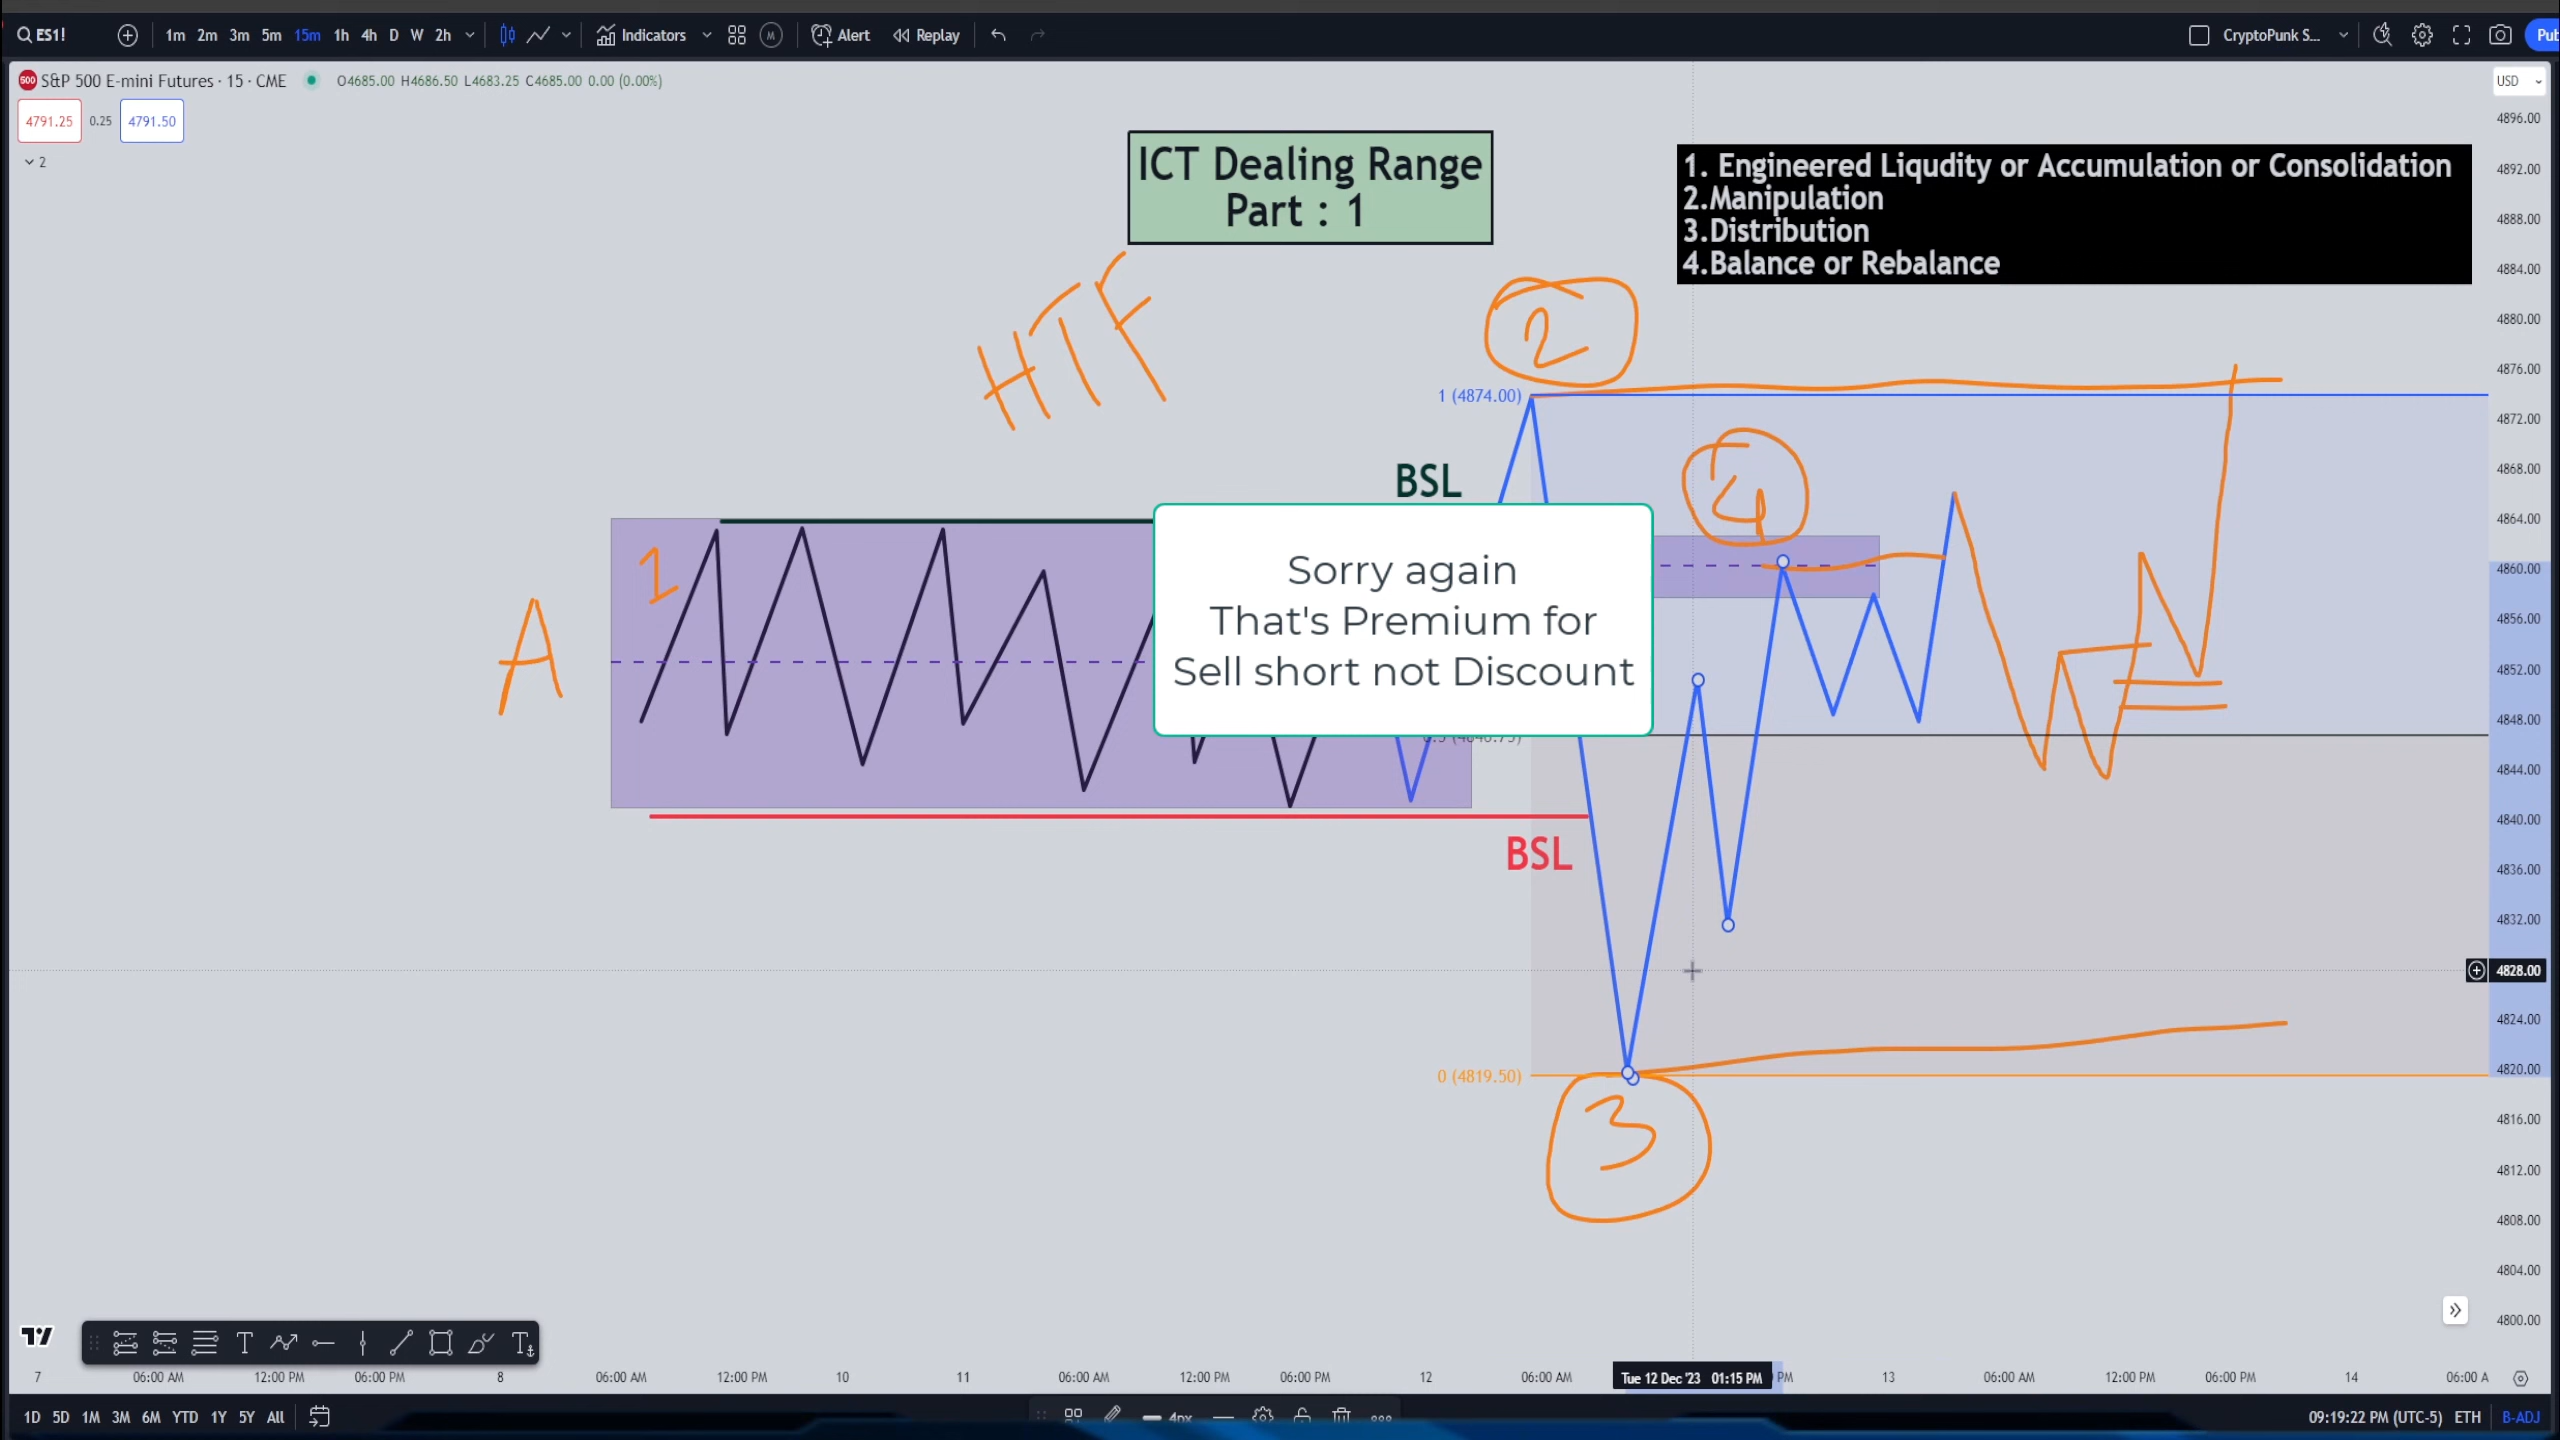 ES1!
1m 2m 3m 5m 15m 1h 4h D W 2h
Indicators
M
Alert
Replay
CryptoPunk S...
Pub
500 S&P 500 E-mini Futures · 15 · CME
O4685.00 H4686.50 L4683.25 C4685.00 0.00 (0.00%)
USD
4791.25 0.25 4791.50
2
ICT Dealing Range
Part : 1
1. Engineered Liqudity or Accumulation or Consolidation
2.Manipulation
3.Distribution
4.Balance or Rebalance
HTF
2
1 (4874.00)
BSL
4
1
A
Sorry again
That's Premium for
Sell short not Discount
BSL
0 (4819.50)
3
4896.00
4892.00
4888.00
4884.00
4880.00
4876.00
4872.00
4868.00
4864.00
4860.00
4856.00
4852.00
4848.00
4844.00
4840.00
4836.00
4832.00
4828.00
4824.00
4820.00
4816.00
4812.00
4808.00
4804.00
4800.00
7 06:00 AM 12:00 PM 06:00 PM 8 06:00 AM 12:00 PM 10 11 06:00 AM 12:00 PM 06:00 PM 12 06:00 AM Tue 12 Dec '23 01:15 PM PM 13 06:00 AM 12:00 PM 06:00 PM 14 06:00 A
1D 5D 1M 3M 6M YTD 1Y 5Y All
4px
09:19:22 PM (UTC-5) ETH B-ADJ